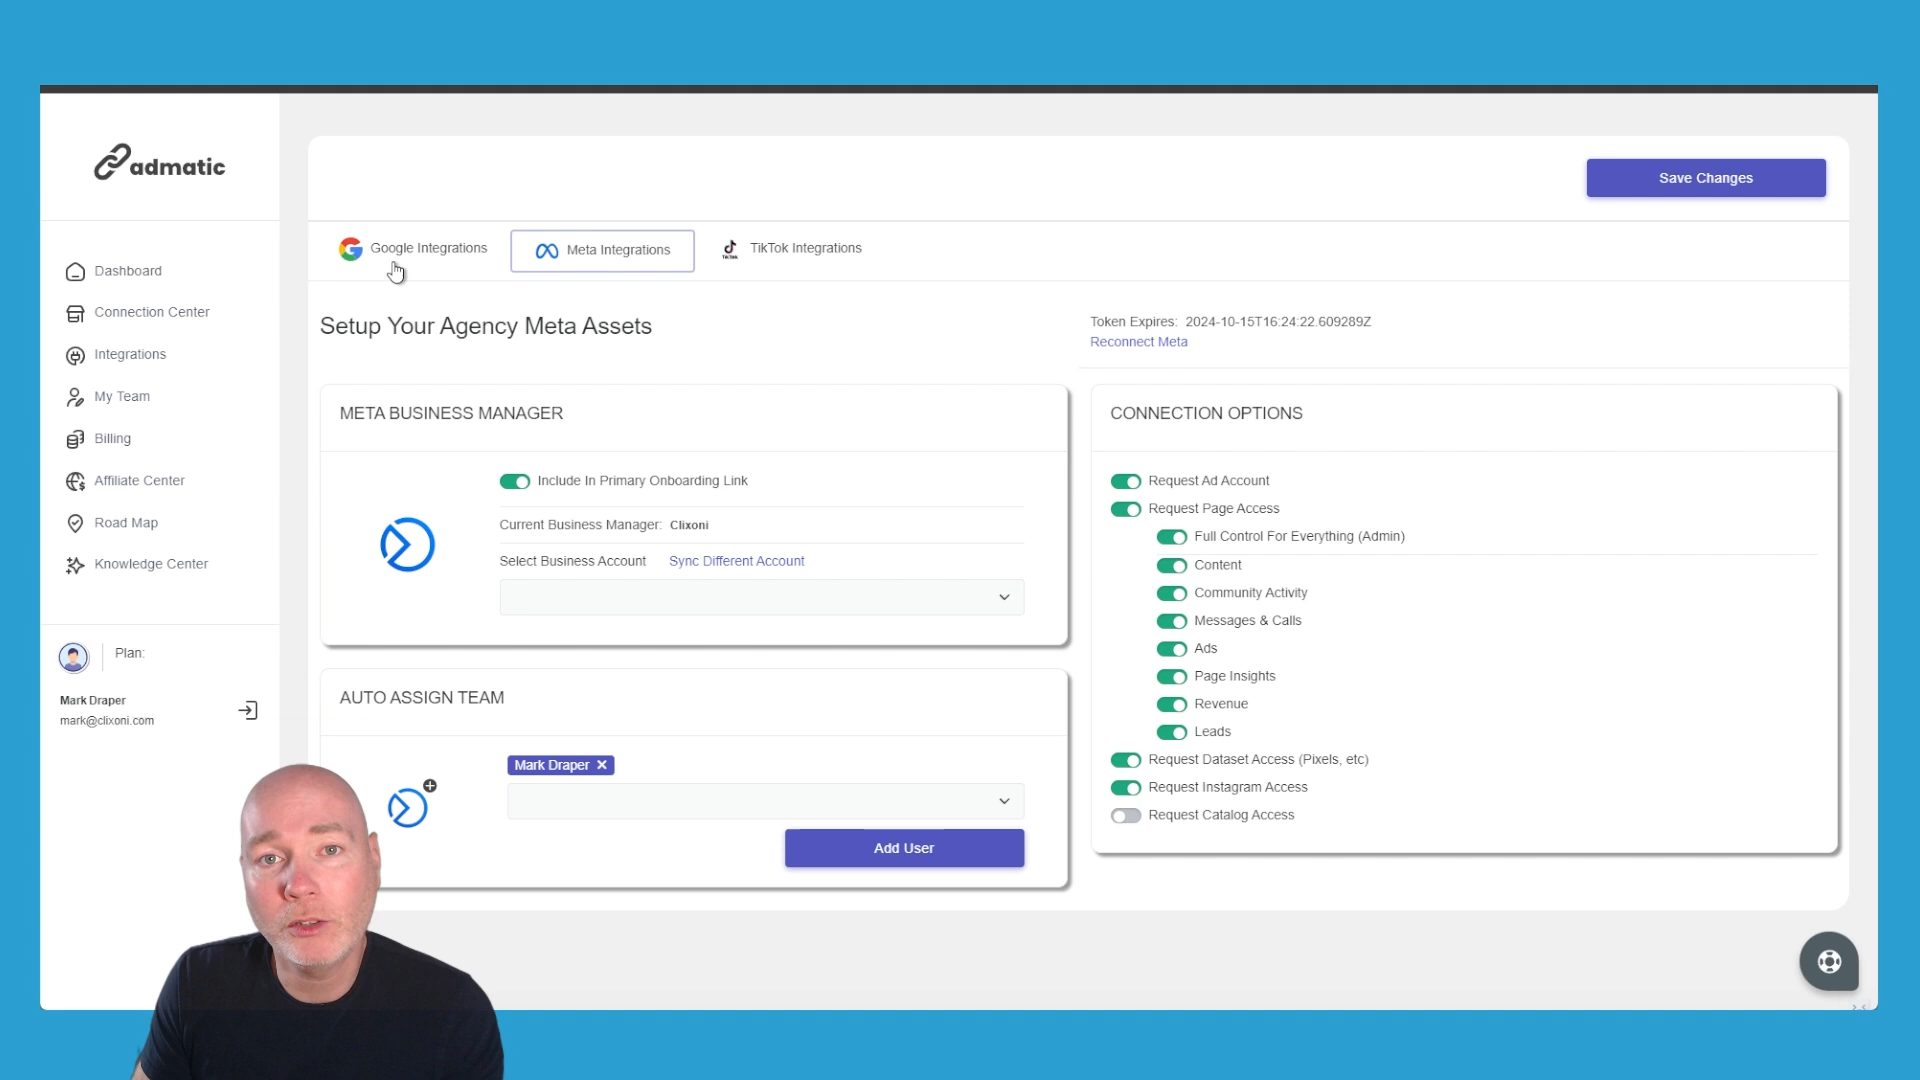 admatic
Save Changes
Google Integrations
Meta Integrations
TikTok
TikTok Integrations
Dashboard
Connection Center
Integrations
My Team
Billing
Affiliate Center
Road Map
Knowledge Center
Plan:
Mark Draper
mark@clixoni.com
Setup Your Agency Meta Assets
Token Expires: 2024-10-15T16:24:22.609289Z
Reconnect Meta
META BUSINESS MANAGER
Include In Primary Onboarding Link
Current Business Manager: Clixoni
Select Business Account Sync Different Account
AUTO ASSIGN TEAM
Mark Draper
Add User
CONNECTION OPTIONS
Request Ad Account
Request Page Access
Full Control For Everything (Admin)
Content
Community Activity
Messages & Calls
Ads
Page Insights
Revenue
Leads
Request Dataset Access (Pixels, etc)
Request Instagram Access
Request Catalog Access